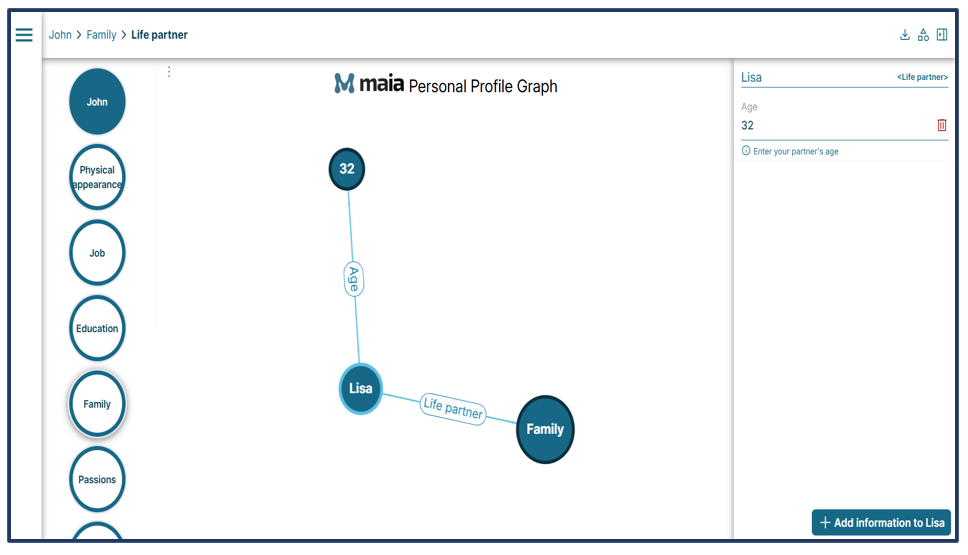 John > Family > Life partner
John
Physical
appearance
Job
Education
Family
Passions
maia Personal Profile Graph
32
Age
Lisa
Life partner
Family
Lisa
<Life partner>
Age
32
Enter your partner's age
+ Add information to Lisa